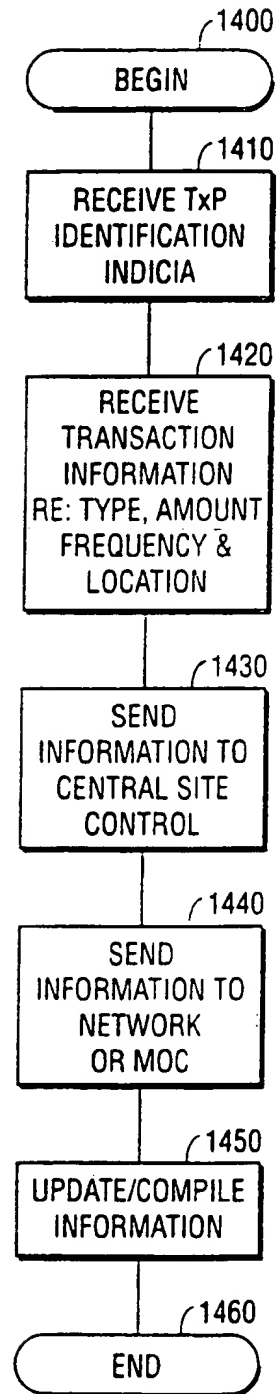 1400
BEGIN
1410
RECEIVE TXP
IDENTIFICATION
INDICIA
1420
RECEIVE
TRANSACTION
INFORMATION
RE: TYPE, AMOUNT
FREQUENCY &
LOCATION
1430
SEND
INFORMATION TO
CENTRAL SITE
CONTROL
1440
SEND
INFORMATION TO
NETWORK
OR MOC
1450
UPDATE/COMPILE
INFORMATION
1460
END